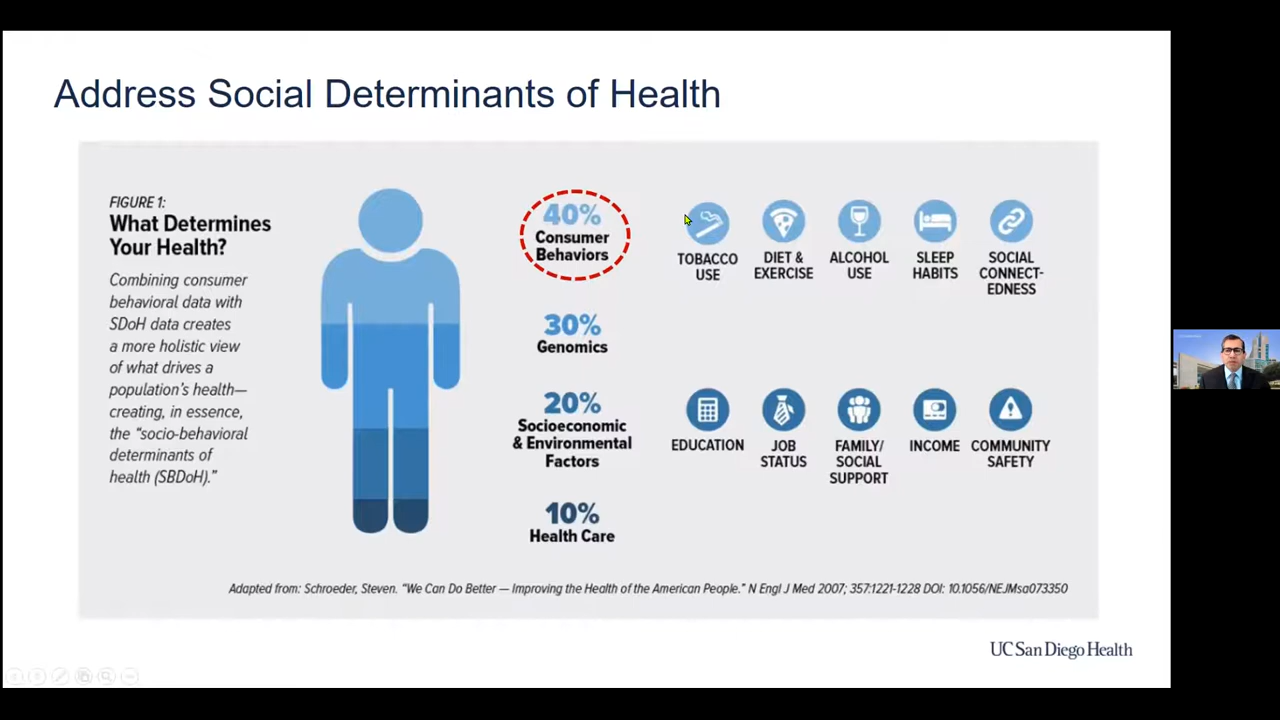 Address Social Determinants of Health
FIGURE 1:
What Determines
Your Health?
Combining consumer
behavioral data with
SDoH data creates
a more holistic view
of what drives a
population's health—
creating, in essence,
the "socio-behavioral
determinants of
health (SBDoH)."
40%
Consumer
Behaviors
TOBACCO
USE
DIET &
EXERCISE
ALCOHOL
USE
SLEEP
HABITS
SOCIAL
CONNECT-
EDNESS
30%
Genomics
20%
Socioeconomic
& Environmental
Factors
EDUCATION
JOB
STATUS
FAMILY/
SOCIAL
SUPPORT
INCOME
COMMUNITY
SAFETY
10%
Health Care
Adapted from: Schroeder, Steven. "We Can Do Better — Improving the Health of the American People." N Engl J Med 2007; 357:1221-1228 DOI: 10.1056/NEJMsa073350
UC San Diego Health